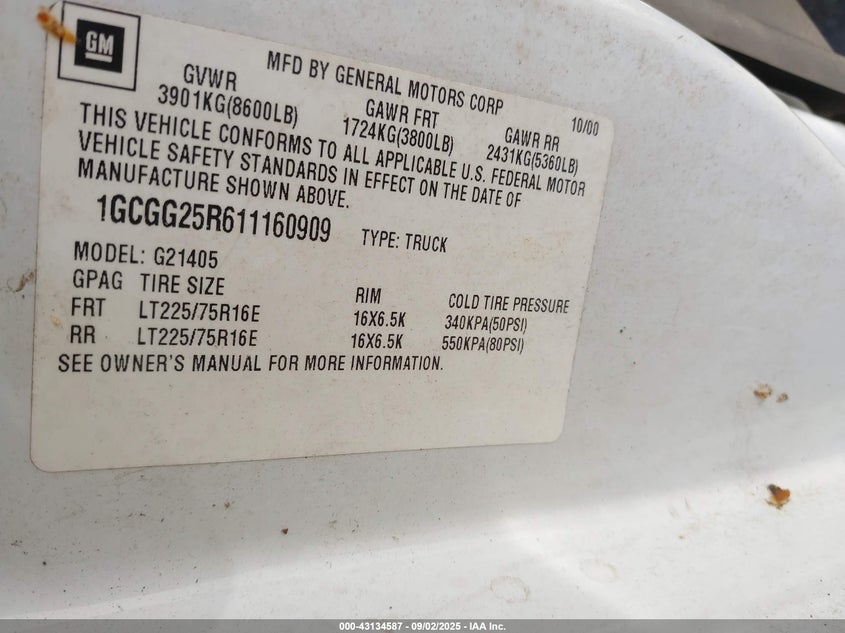 GM
MFD BY GENERAL MOTORS CORP
10/00
GVWR
3901KG(8600LB)
GAWR FRT
1724KG(3800LB)
GAWR RR
2431KG(5360LB)
THIS VEHICLE CONFORMS TO ALL APPLICABLE U.S. FEDERAL MOTOR
VEHICLE SAFETY STANDARDS IN EFFECT ON THE DATE OF
MANUFACTURE SHOWN ABOVE.
1GCGG25R611160909 TYPE: TRUCK
MODEL: G21405
GPAG TIRE SIZE RIM COLD TIRE PRESSURE
FRT LT225/75R16E 16X6.5K 340KPA(50PSI)
RR LT225/75R16E 16X6.5K 550KPA(80PSI)
SEE OWNER'S MANUAL FOR MORE INFORMATION.
000-43134587 - 09/02/2025 - IAA Inc.